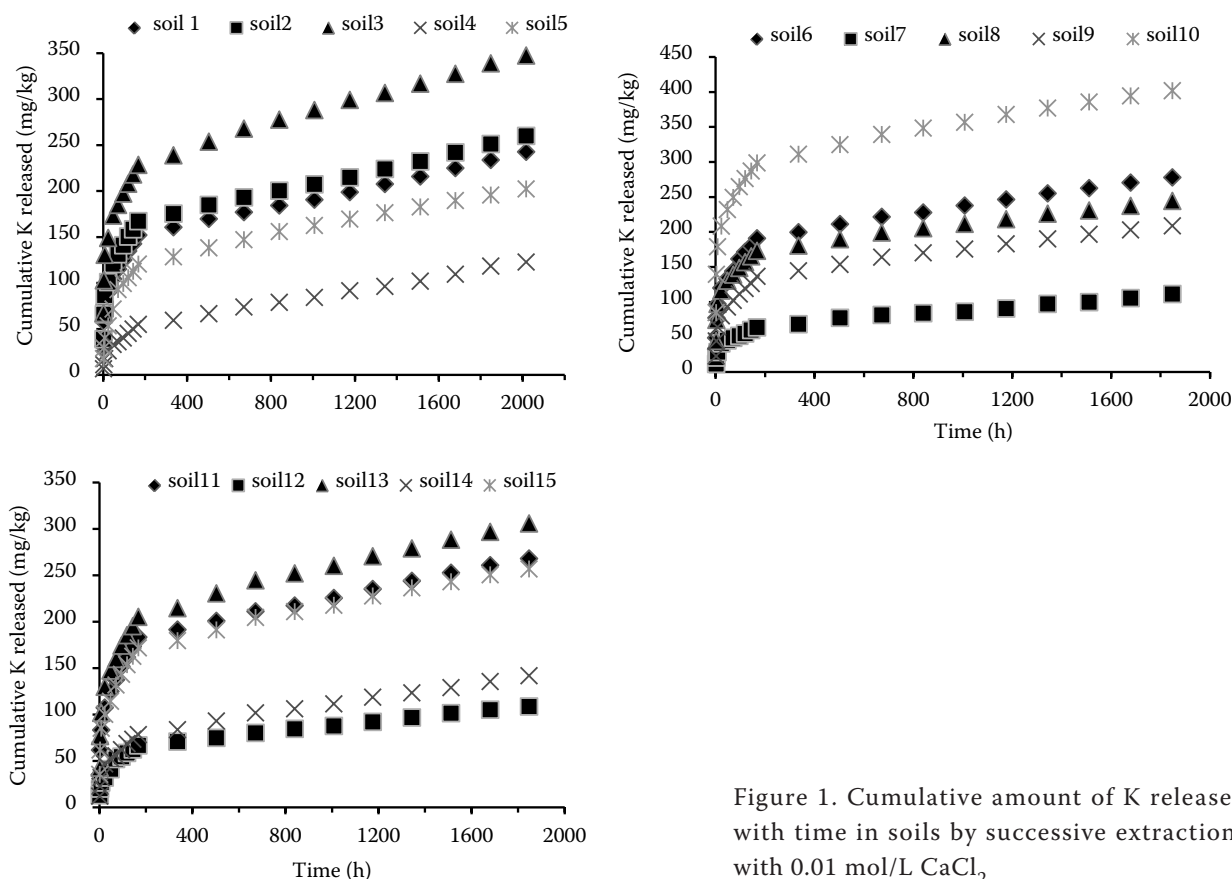 soil 1 soil2 soil3 soil4 soil5
350
300
250
200
150
100
50
0
Cumulative K released (mg/kg)
0 400 800 1200 1600 2000
soil6 soil7 soil8 soil9 soil10
450
400
350
300
250
200
150
100
50
0
Cumulative K released (mg/kg)
0 400 800 1200 1600 2000
Time (h)
soil11 soil12 soil13 soil14 soil15
350
300
250
200
150
100
50
0
Cumulative K released (mg/kg)
0 400 800 1200 1600 2000
Time (h)
Figure 1. Cumulative amount of K release
with time in soils by successive extraction
with 0.01 mol/L CaCl₂